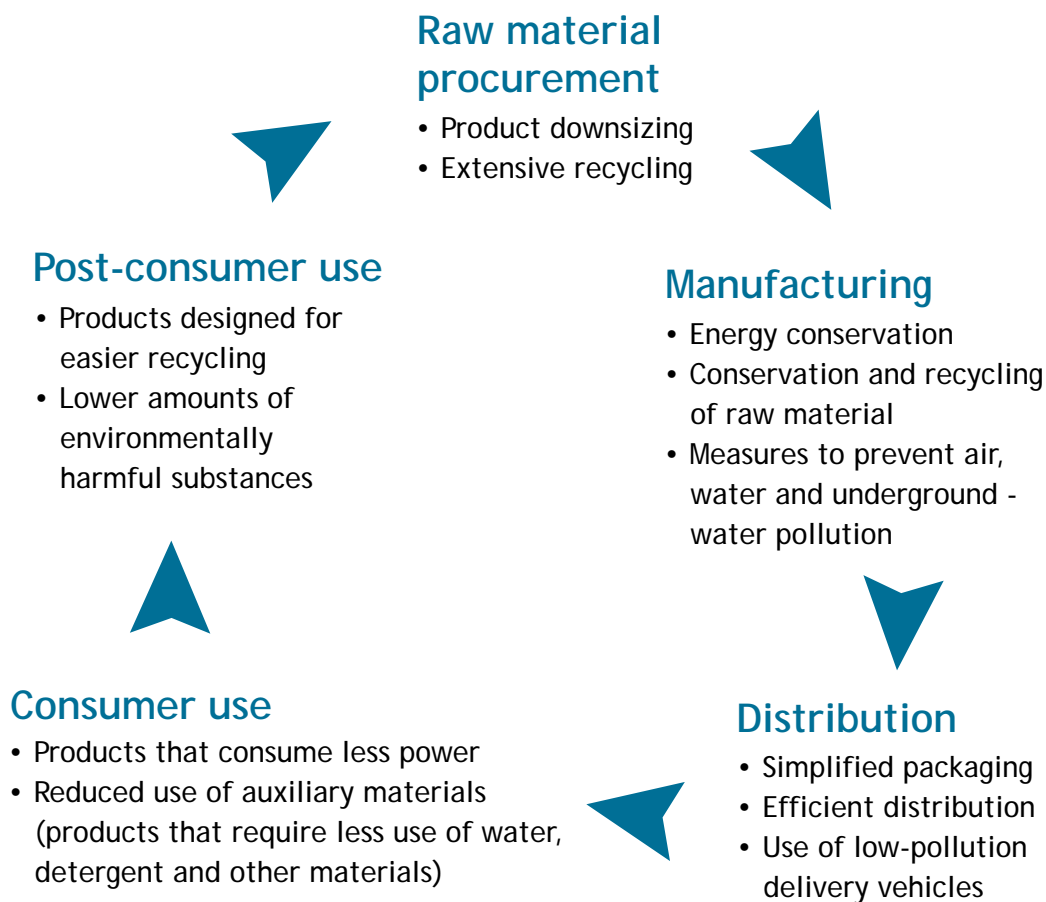 Raw material
procurement
• Product downsizing
• Extensive recycling
Manufacturing
• Energy conservation
• Conservation and recycling
of raw material
• Measures to prevent air,
water and underground -
water pollution
Distribution
• Simplified packaging
• Efficient distribution
• Use of low-pollution
delivery vehicles
Consumer use
• Products that consume less power
• Reduced use of auxiliary materials
(products that require less use of water,
detergent and other materials)
Post-consumer use
• Products designed for
easier recycling
• Lower amounts of
environmentally
harmful substances